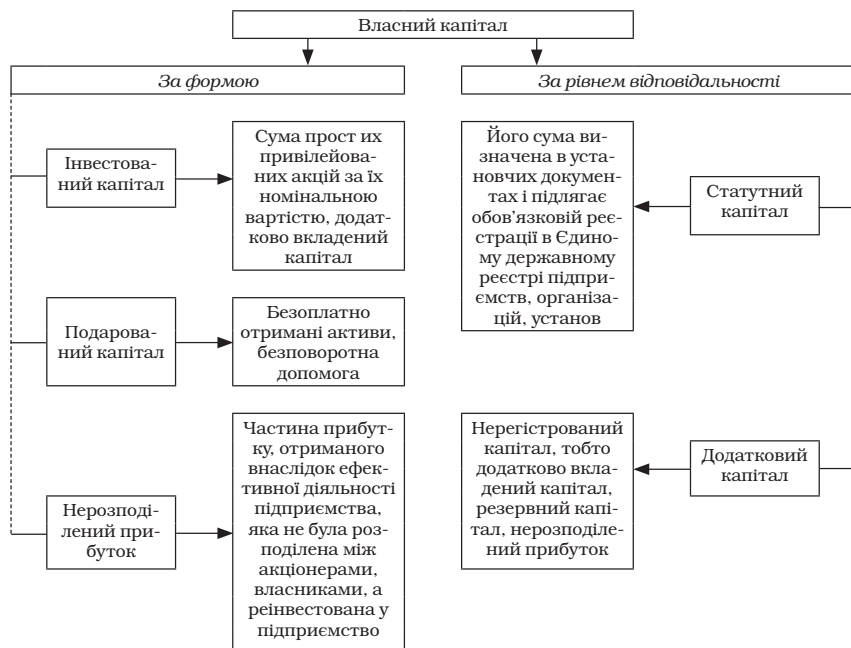 Власний капітал
За формою
За рівнем відповідальності
Інвестова-
ний капітал
Сума прост их
привілейова-
них акцій за їх
номінальною
вартістю, додат-
ково вкладений
капітал
Подарова-
ний капітал
Безоплатно
отримані активи,
безповоротна
допомога
Нерозподі-
лений при-
буток
Частина прибут-
ку, отриманого
внаслідок ефек-
тивної діяльності
підприємства,
яка не була роз-
поділена між
акціонерами,
власниками, а
реінвестована у
підприємство
Його сума ви-
значена в уста-
новчих докумен-
тах і підлягає
обов’язковій реє-
страції в Єдино-
му державному
реєстрі підпри-
ємств, організа-
цій, установ
Статутний
капітал
Нерегістрований
капітал, тобто
додатково вкла-
дений капітал,
резервний капі-
тал, нерозподіле-
ний прибуток
Додатковий
капітал